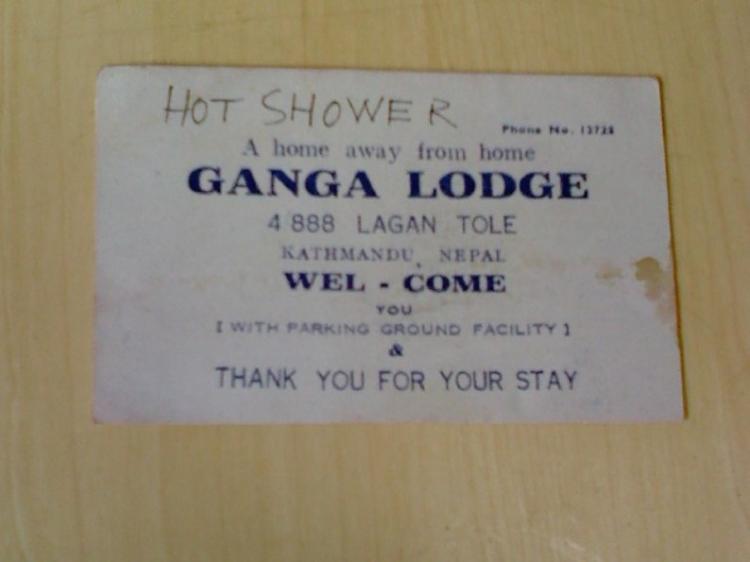 HOT SHOWER
Phone No. 13728
A home away from home
GANGA LODGE
4 888 LAGAN TOLE
KATHMANDU, NEPAL
WEL - COME
YOU
[ WITH PARKING GROUND FACILITY ]
&
THANK YOU FOR YOUR STAY